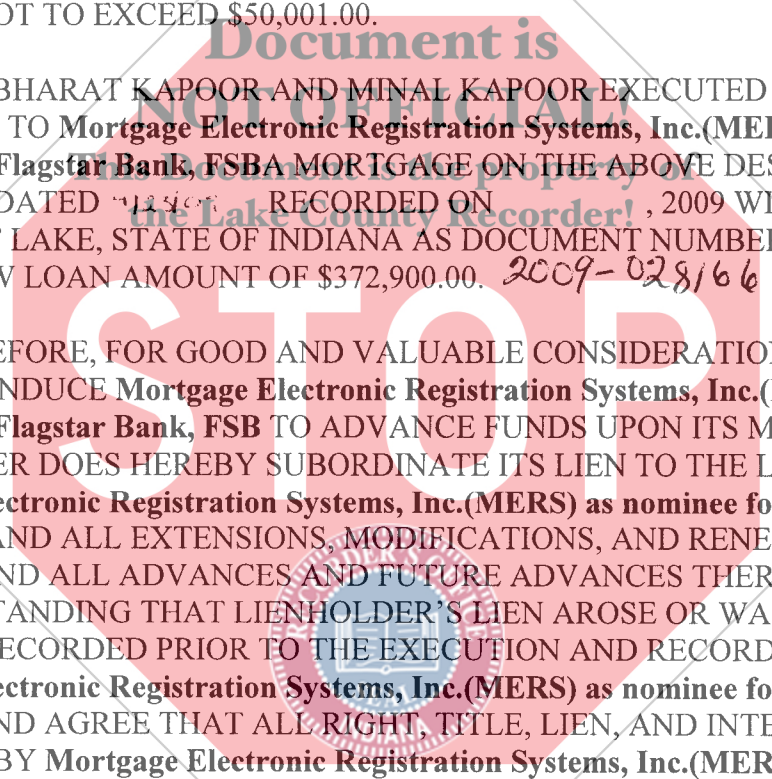 OT TO EXCEED $50,001.00.
Document is
NOT OFFICIAL!
BHARAT KAPOOR AND MINAL KAPOOR EXECUTED
TO Mortgage Electronic Registration Systems, Inc.(MER
Flagstar Bank, FSBA MORTGAGE ON THE ABOVE DES
This Document is the property of
DATED RECORDED ON , 2009 WI
the Lake County Recorder!
LAKE, STATE OF INDIANA AS DOCUMENT NUMBER
V LOAN AMOUNT OF $372,900.00. 2009-028166
STOP
EFORE, FOR GOOD AND VALUABLE CONSIDERATIO
NDUCE Mortgage Electronic Registration Systems, Inc.(
Flagstar Bank, FSB TO ADVANCE FUNDS UPON ITS M
ER DOES HEREBY SUBORDINATE ITS LIEN TO THE L
ectronic Registration Systems, Inc.(MERS) as nominee fo
AND ALL EXTENSIONS, MODIFICATIONS, AND RENE
ND ALL ADVANCES AND FUTURE ADVANCES THER
TANDING THAT LIENHOLDER'S LIEN AROSE OR WA
ECORDED PRIOR TO THE EXECUTION AND RECORD
ectronic Registration Systems, Inc.(MERS) as nominee fo
ND AGREE THAT ALL RIGHT, TITLE, LIEN, AND INTE
BY Mortgage Electronic Registration Systems, Inc.(MER
RECORDER'S OFFICE
INDIANA